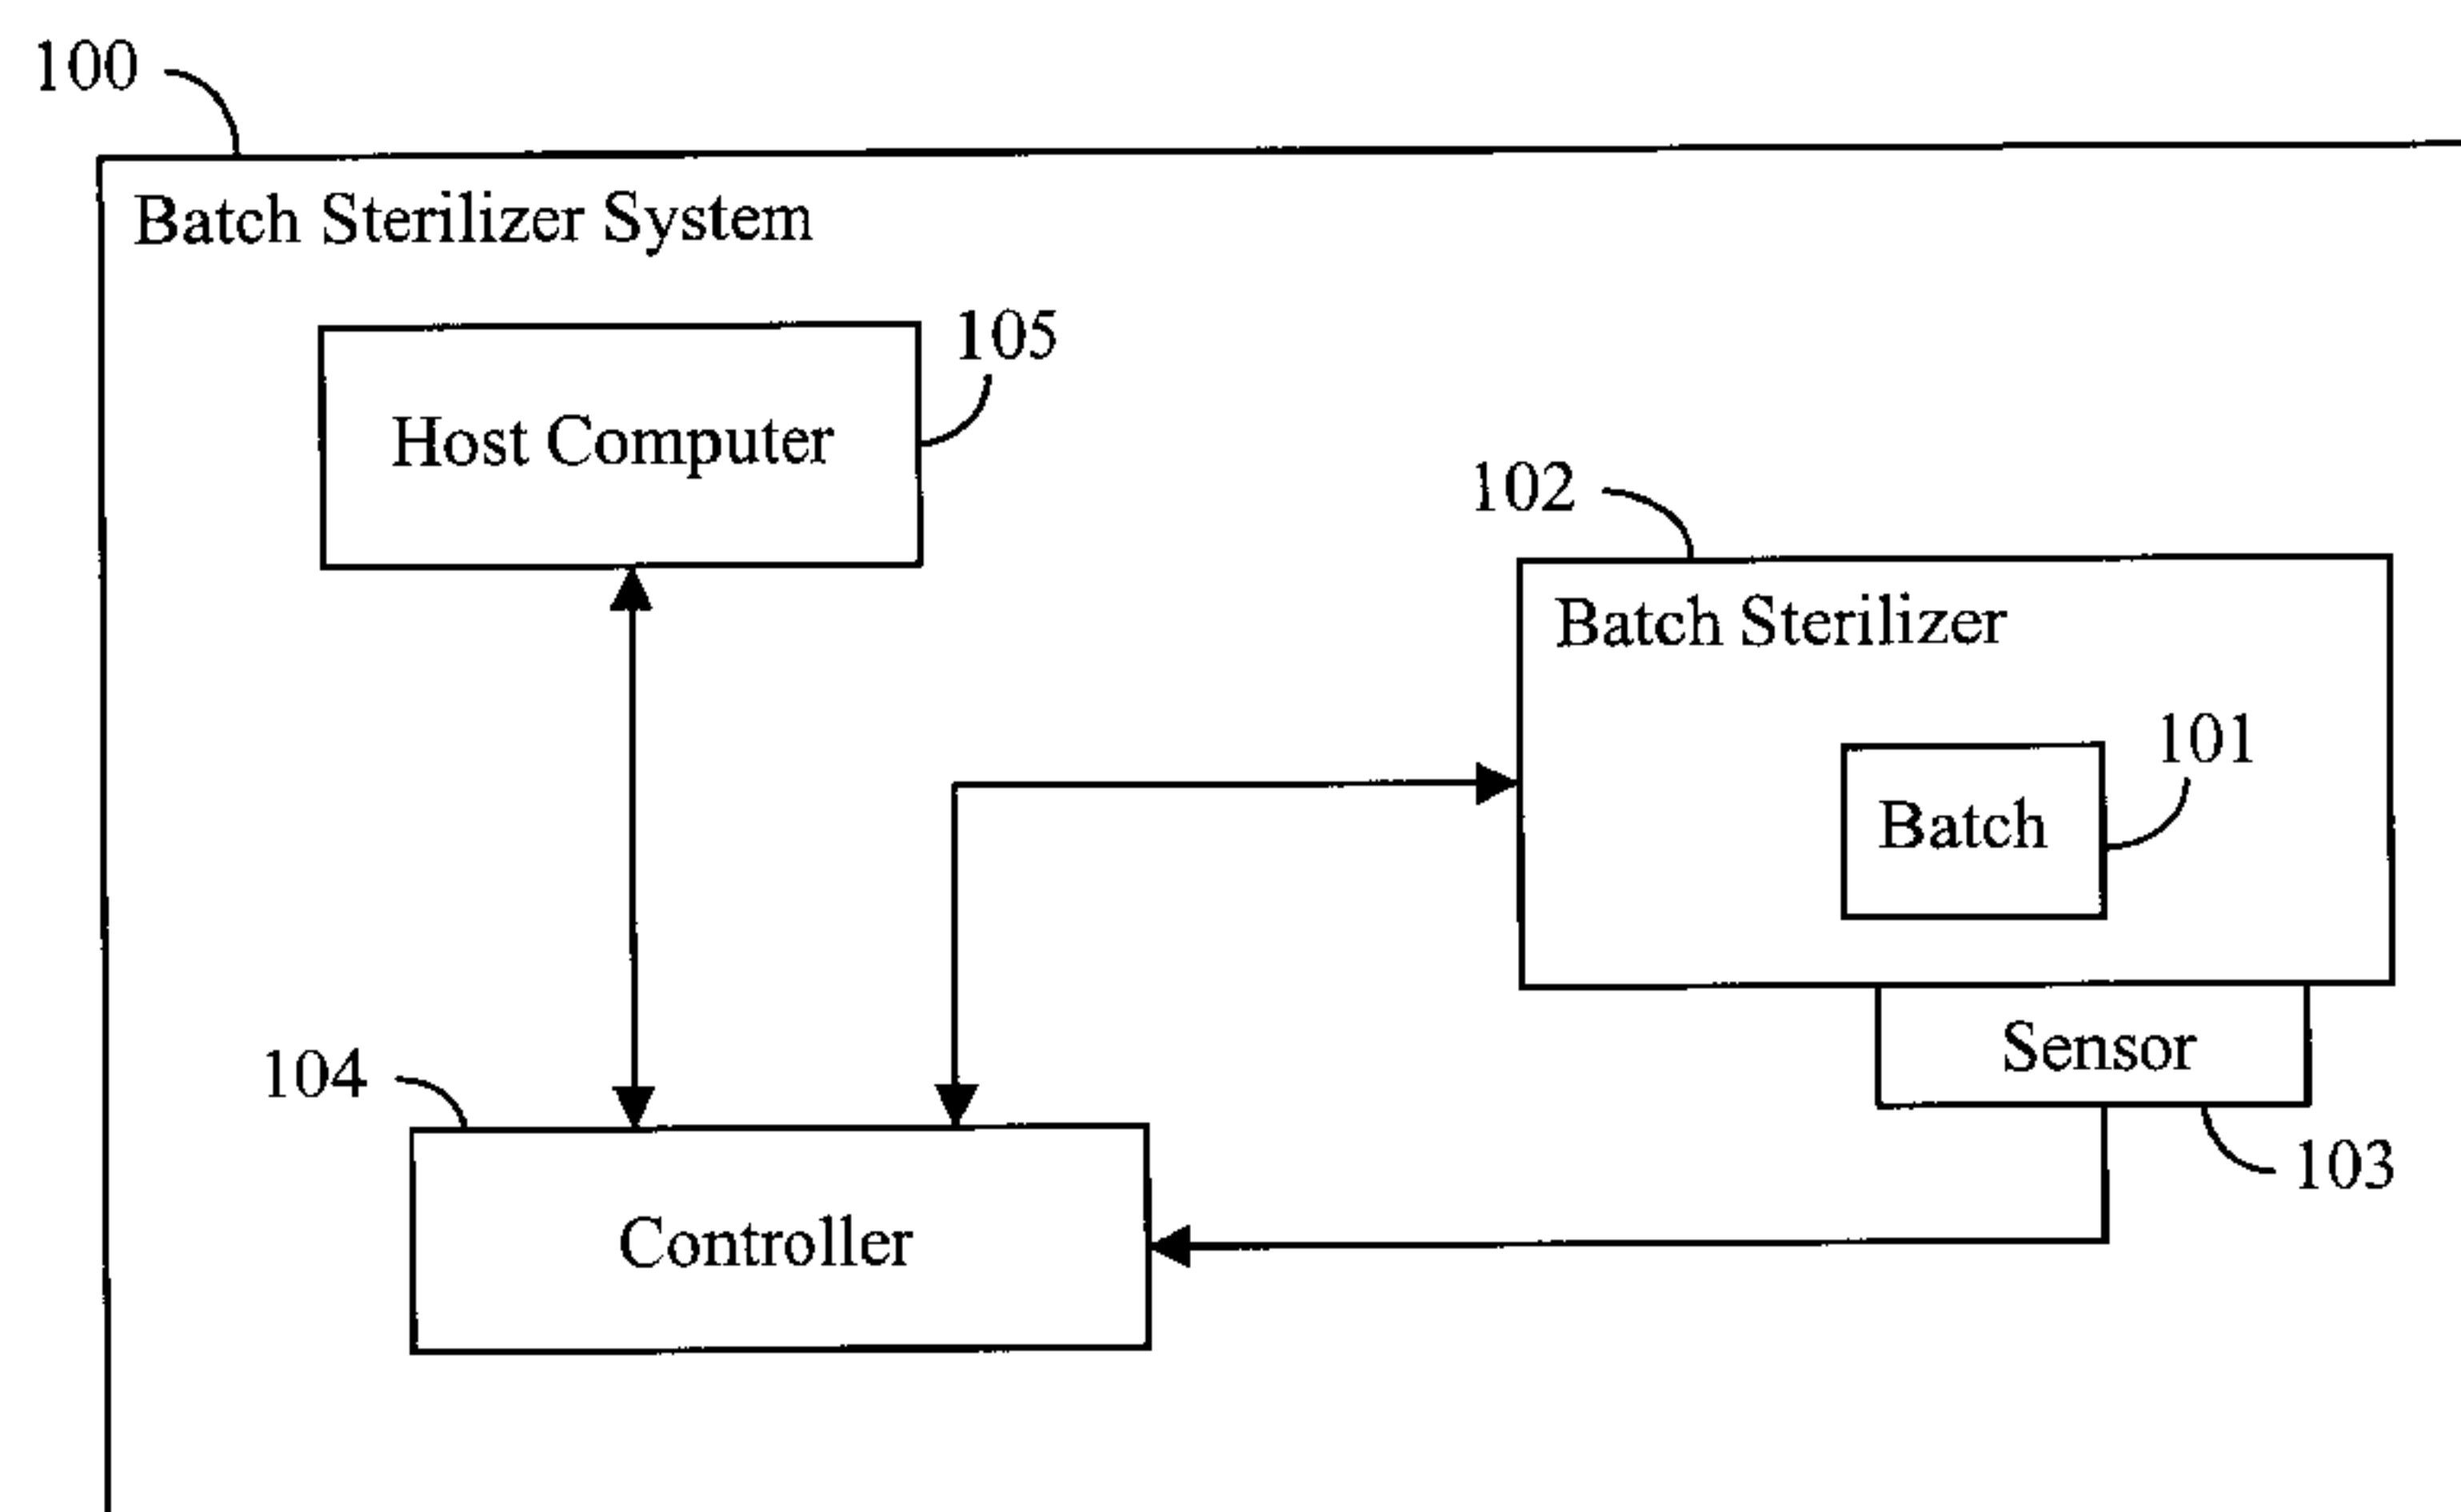 100
Batch Sterilizer System
105
Host Computer
102
Batch Sterilizer
101
Batch
Sensor
104
103
Controller